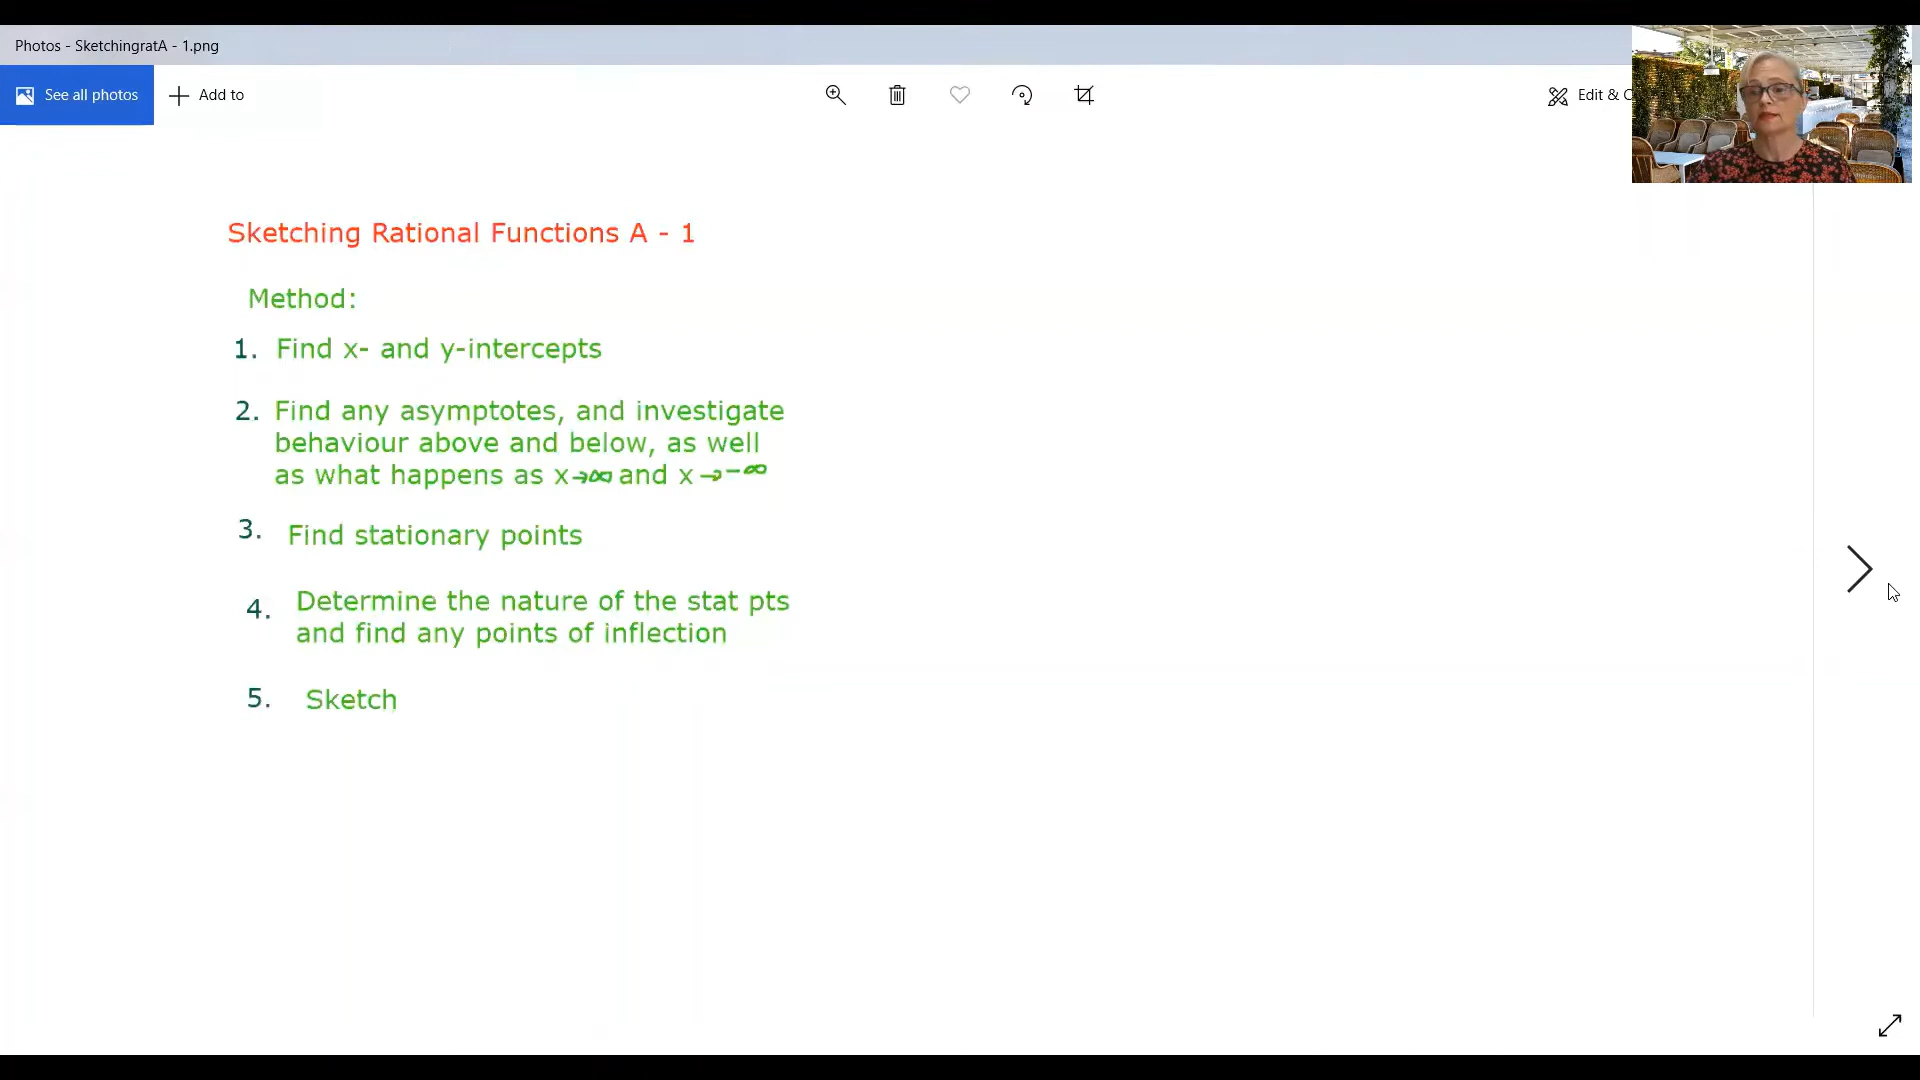 Photos - SketchingratA - 1.png
See all photos
Add to
Edit & C
Sketching Rational Functions A - 1
Method:
1. Find x- and y-intercepts
2. Find any asymptotes, and investigate
behaviour above and below, as well
as what happens as x→∞ and x→-∞
3. Find stationary points
4. Determine the nature of the stat pts
and find any points of inflection
5. Sketch